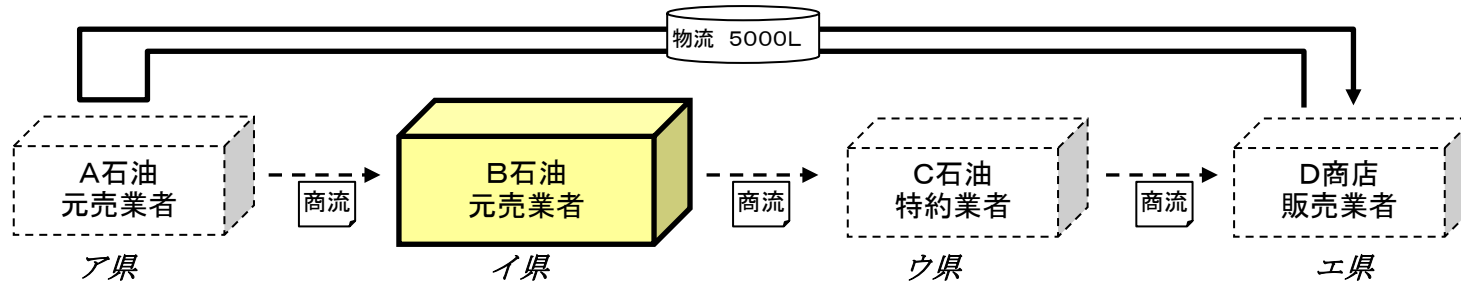 物流 5000L
A石油
元売業者
商流
B石油
元売業者
商流
C石油
特約業者
商流
D商店
販売業者
ア県
イ県
ウ県
エ県